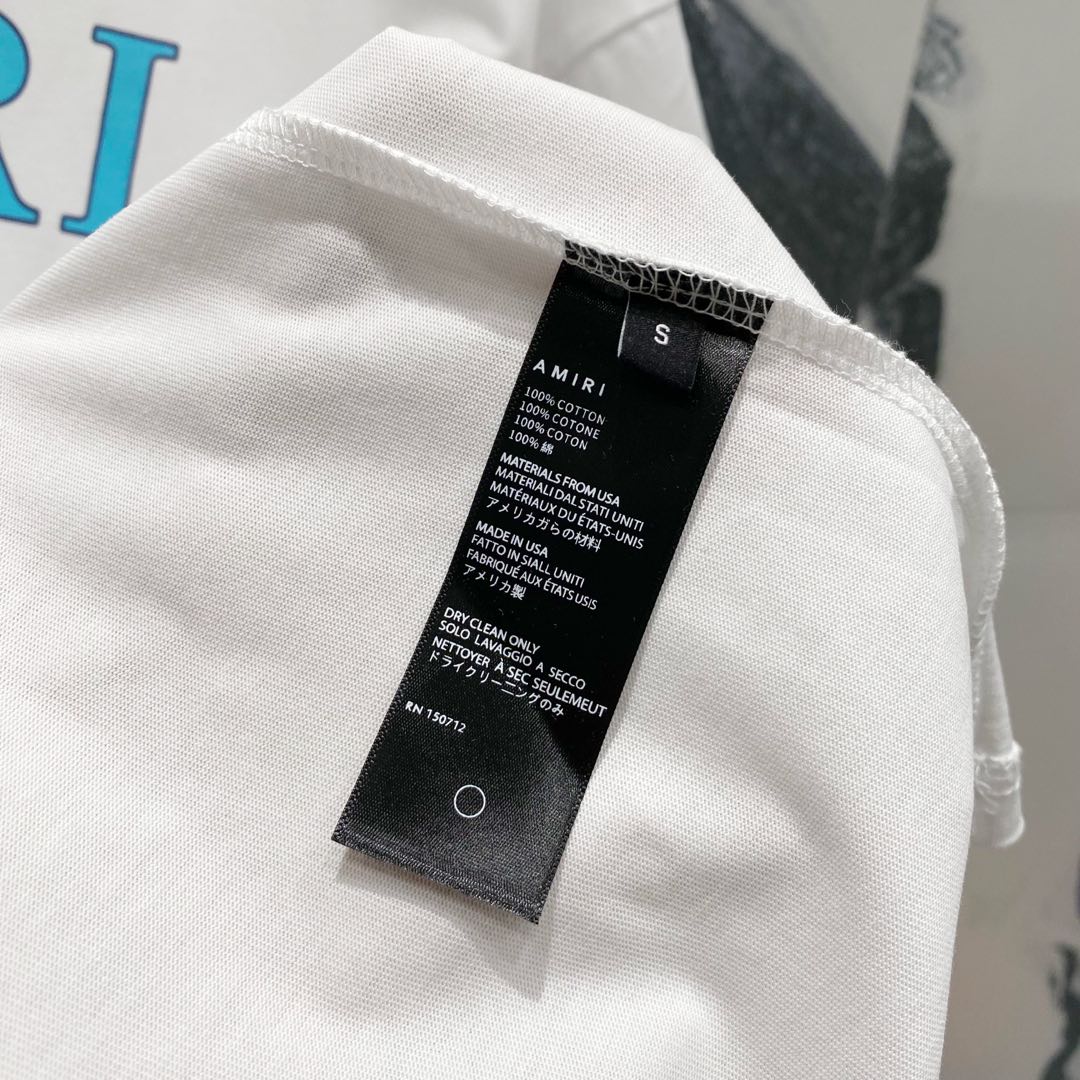 RI
S
AMIRI
100% COTTON
100% COTONE
100% COTON
100% 綿
MATERIALS FROM USA
MATERIALI DAL STATI UNITI
MATÉRIAUX DU ÉTATS-UNIS
アメリカガらの材料
MADE IN USA
FATTO IN SIALL UNITI
FABRIQUÉ AUX ÉTATS USIS
アメリカ製
DRY CLEAN ONLY
SOLO LAVAGGIO A SECCO
NETTOYER À SEC SEULEMEUT
ドライクリーニングのみ
RN 150712